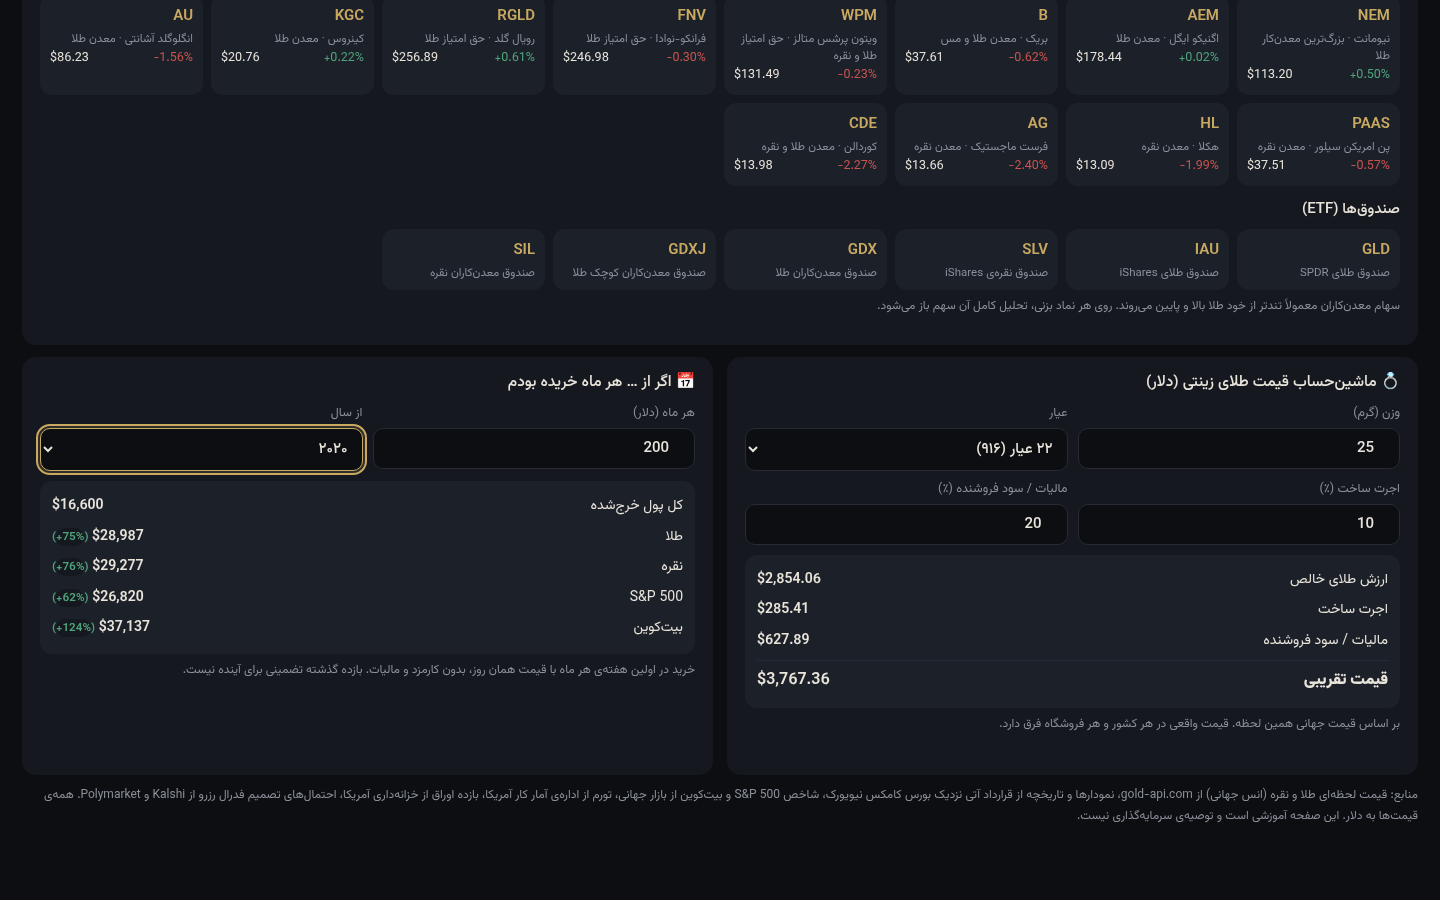 NEM
نیومانت · بزرگ‌ترین معدن‌کار
طلا
+0.50% $113.20
AEM
اگنیکو ایگل · معدن طلا
+0.02% $178.44
B
بریک · معدن طلا و مس
-0.62% $37.61
WPM
ویتون پرشس متالز · حق امتیاز
طلا و نقره
-0.23% $131.49
FNV
فرانکو-نوادا · حق امتیاز طلا
-0.30% $246.98
RGLD
رویال گلد · حق امتیاز طلا
+0.61% $256.89
KGC
کینروس · معدن طلا
+0.22% $20.76
AU
انگلوگلد آشانتی · معدن طلا
-1.56% $86.23
PAAS
پن امریکن سیلور · معدن نقره
-0.57% $37.51
HL
هکلا · معدن نقره
-1.99% $13.09
AG
فرست ماجستیک · معدن نقره
-2.40% $13.66
CDE
کوردالن · معدن طلا و نقره
-2.27% $13.98
صندوق‌ها (ETF)
GLD
صندوق طلای SPDR
IAU
صندوق طلای iShares
SLV
صندوق نقره‌ی iShares
GDX
صندوق معدن‌کاران طلا
GDXJ
صندوق معدن‌کاران کوچک طلا
SIL
صندوق معدن‌کاران نقره
سهام معدن‌کاران معمولاً تندتر از خود طلا بالا و پایین می‌روند. روی هر نماد بزنی، تحلیل کامل آن سهم باز می‌شود.
💍 ماشین‌حساب قیمت طلای زینتی (دلار)
وزن (گرم)
25
عیار
۲۲ عیار (۹۱۶)
اجرت ساخت (٪)
10
مالیات / سود فروشنده (٪)
20
ارزش طلای خالص $2,854.06
اجرت ساخت $285.41
مالیات / سود فروشنده $627.89
قیمت تقریبی $3,767.36
بر اساس قیمت جهانی همین لحظه. قیمت واقعی در هر کشور و هر فروشگاه فرق دارد.
📅 اگر از ... هر ماه خریده بودم
هر ماه (دلار)
200
از سال
۲۰۲۰
کل پول خرج‌شده $16,600
طلا $28,987 (+75%)
نقره $29,277 (+76%)
S&P 500 $26,820 (+62%)
بیت‌کوین $37,137 (+124%)
خرید در اولین هفته‌ی هر ماه با قیمت همان روز، بدون کارمزد و مالیات. بازده گذشته تضمینی برای آینده نیست.
منابع: قیمت لحظه‌ای طلا و نقره (انس جهانی) از gold-api.com، نمودارها و تاریخچه از قرارداد آتی نزدیک بورس کامکس نیویورک، شاخص S&P 500 و بیت‌کوین از بازار جهانی، تورم از اداره‌ی آمار کار آمریکا، بازده اوراق از خزانه‌داری آمریکا، احتمال‌های تصمیم فدرال رزرو از Kalshi و Polymarket. همه‌ی
قیمت‌ها به دلار. این صفحه آموزشی است و توصیه‌ی سرمایه‌گذاری نیست.